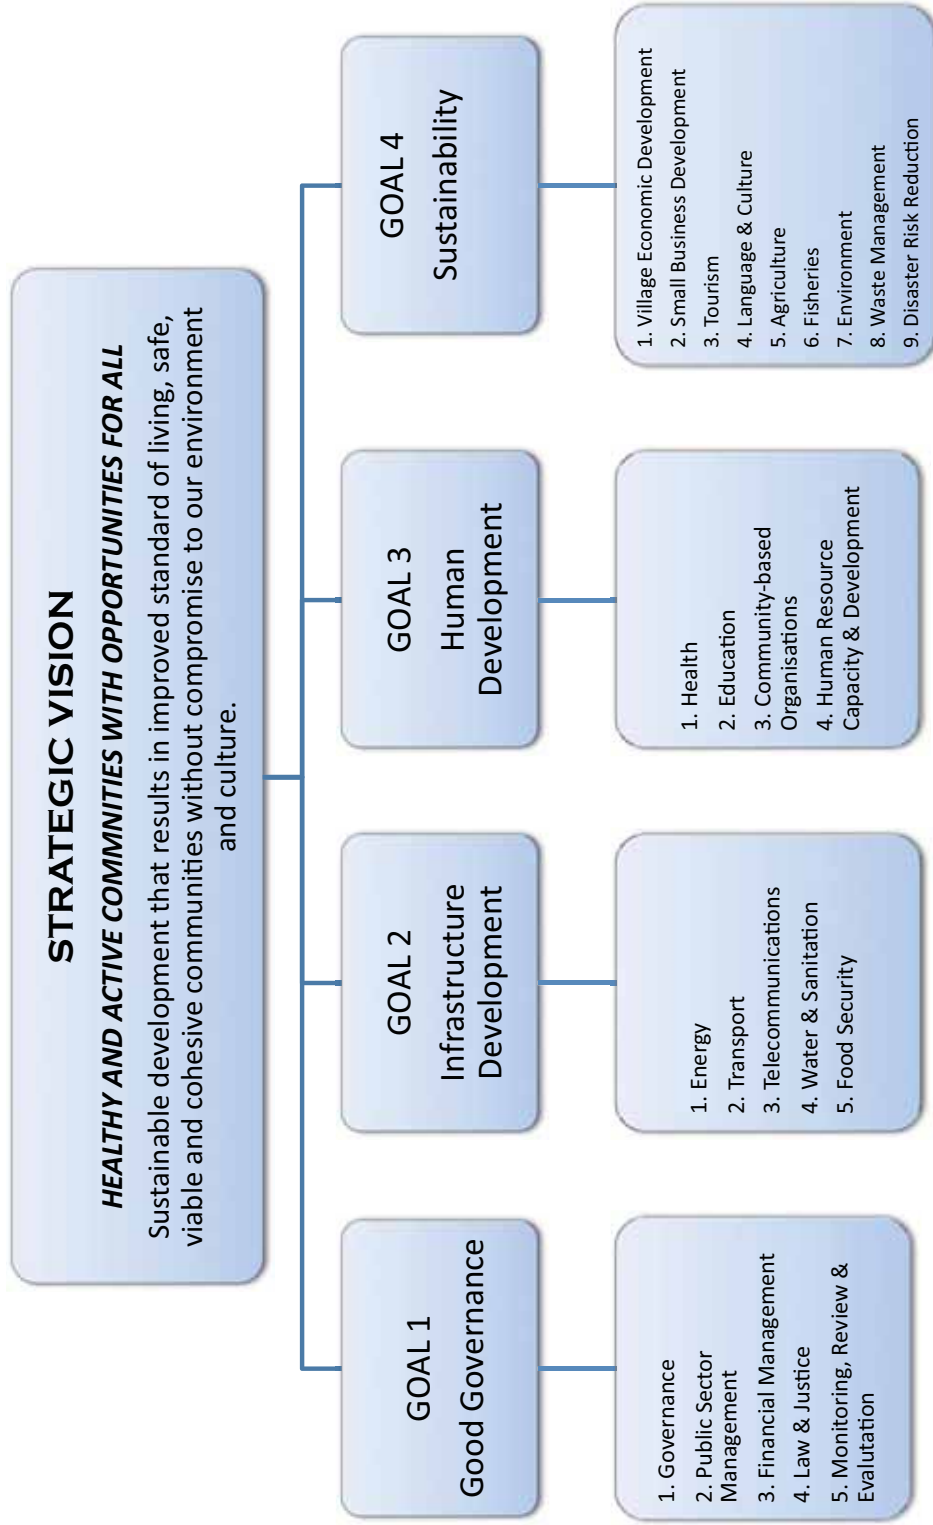 STRATEGIC VISION
HEALTHY AND ACTIVE COMMNITIES WITH OPPORTUNITIES FOR ALL
Sustainable development that results in improved standard of living, safe,
viable and cohesive communities without compromise to our environment
and culture.
GOAL 1
Good Governance
1. Governance
2. Public Sector
Management
3. Financial Management
4. Law & Justice
5. Monitoring, Review &
Evalutation
GOAL 2
Infrastructure
Development
1. Energy
2. Transport
3. Telecommunications
4. Water & Sanitation
5. Food Security
GOAL 3
Human
Development
1. Health
2. Education
3. Community-based
Organisations
4. Human Resource
Capacity & Development
GOAL 4
Sustainability
1. Village Economic Development
2. Small Business Development
3. Tourism
4. Language & Culture
5. Agriculture
6. Fisheries
7. Environment
8. Waste Management
9. Disaster Risk Reduction